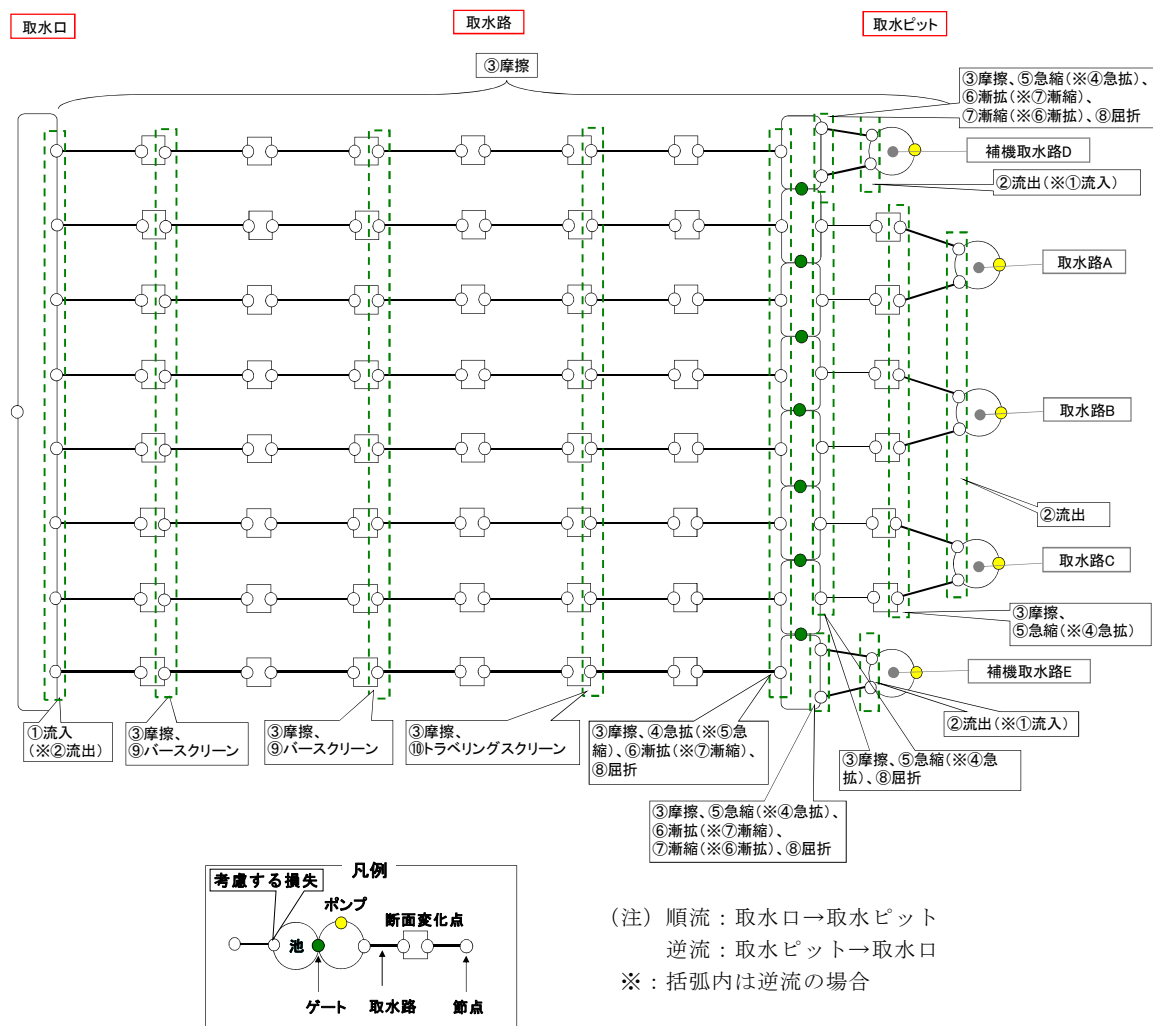 取水口
取水路
取水ピット
③摩擦
③摩擦、⑤急縮(※④急拡)、
⑥漸拡(※⑦漸縮)、
⑦漸縮(※⑥漸拡)、⑧屈折
補機取水路D
②流出(※①流入)
取水路A
取水路B
②流出
取水路C
③摩擦、
⑤急縮(※④急拡)
補機取水路E
②流出(※①流入)
①流入
(※②流出)
③摩擦、
⑨バースクリーン
③摩擦、
⑨バースクリーン
③摩擦、
⑩トラベリングスクリーン
③摩擦、④急拡(※⑤急
縮)、⑥漸拡(※⑦漸縮)、
⑧屈折
③摩擦、⑤急縮(※④急
拡)、⑧屈折
③摩擦、⑤急縮(※④急拡)、
⑥漸拡(※⑦漸縮)、
⑦漸縮(※⑥漸拡)、⑧屈折
凡例
考慮する損失
ポンプ
断面変化点
池
ゲート
取水路
節点
（注）順流：取水口→取水ピット
逆流：取水ピット→取水口
※：括弧内は逆流の場合